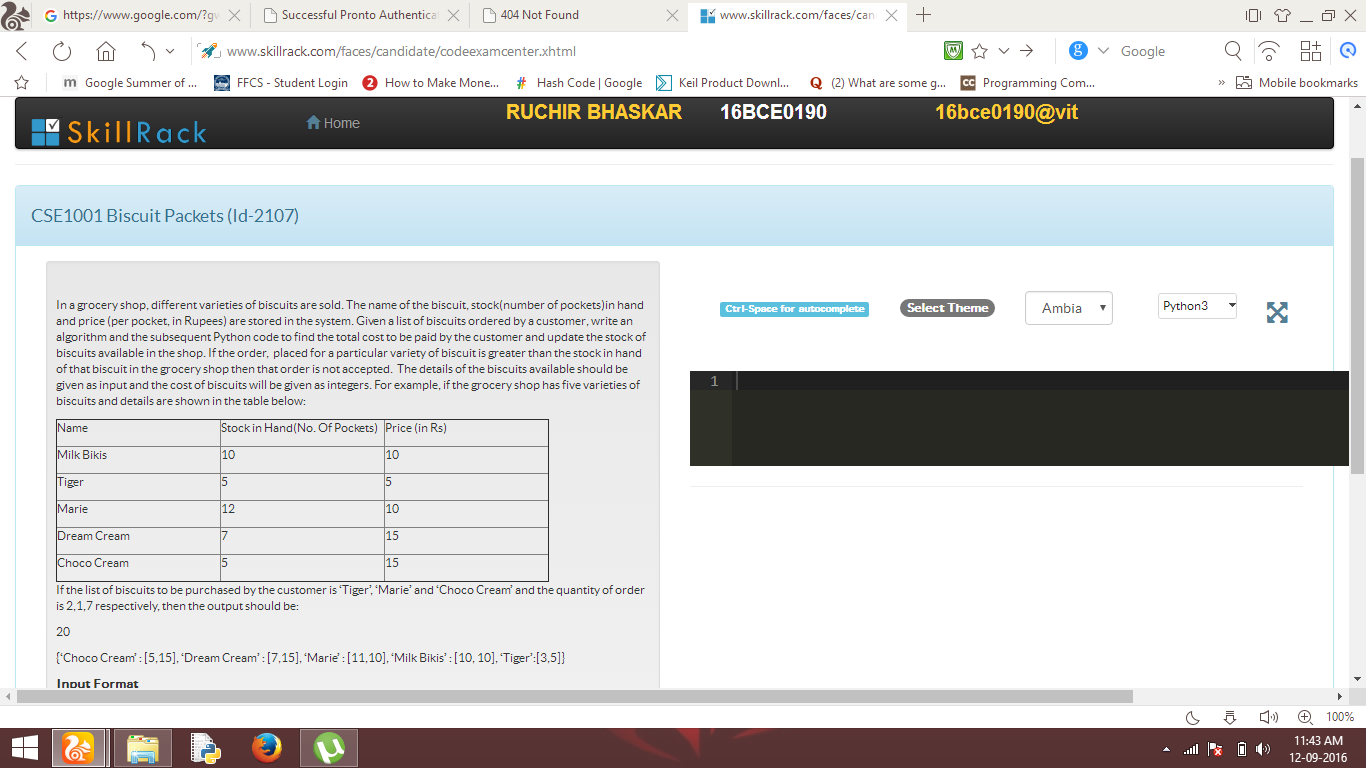 https://www.google.com/?gw
Successful Pronto Authentica
404 Not Found
www.skillrack.com/faces/can
www.skillrack.com/faces/candidate/codeexamcenter.xhtml
Google
Google Summer of ...
FFCS - Student Login
How to Make Mone...
Hash Code | Google
Keil Product Downl...
(2) What are some g...
Programming Com...
»
Mobile bookmarks
SkillRack
Home
RUCHIR BHASKAR
16BCE0190
16bce0190@vit
CSE1001 Biscuit Packets (Id-2107)
In a grocery shop, different varieties of biscuits are sold. The name of the biscuit, stock(number of pockets)in hand
and price (per pocket, in Rupees) are stored in the system. Given a list of biscuits ordered by a customer, write an
algorithm and the subsequent Python code to find the total cost to be paid by the customer and update the stock of
biscuits available in the shop. If the order, placed for a particular variety of biscuit is greater than the stock in hand
of that biscuit in the grocery shop then that order is not accepted. The details of the biscuits available should be
given as input and the cost of biscuits will be given as integers. For example, if the grocery shop has five varieties of
biscuits and details are shown in the table below:
Name Stock in Hand(No. Of Pockets) Price (in Rs)
Milk Bikis 10 10
Tiger 5 5
Marie 12 10
Dream Cream 7 15
Choco Cream 5 15
If the list of biscuits to be purchased by the customer is ‘Tiger’, ‘Marie’ and ‘Choco Cream’ and the quantity of order
is 2,1,7 respectively, then the output should be:
20
{‘Choco Cream’ : [5,15], ‘Dream Cream’ : [7,15], ‘Marie’ : [11,10], ‘Milk Bikis’ : [10, 10], ‘Tiger’:[3,5]}
Input Format
Ctrl-Space for autocomplete
Select Theme
Ambia
Python3
1
100%
11:43 AM
12-09-2016